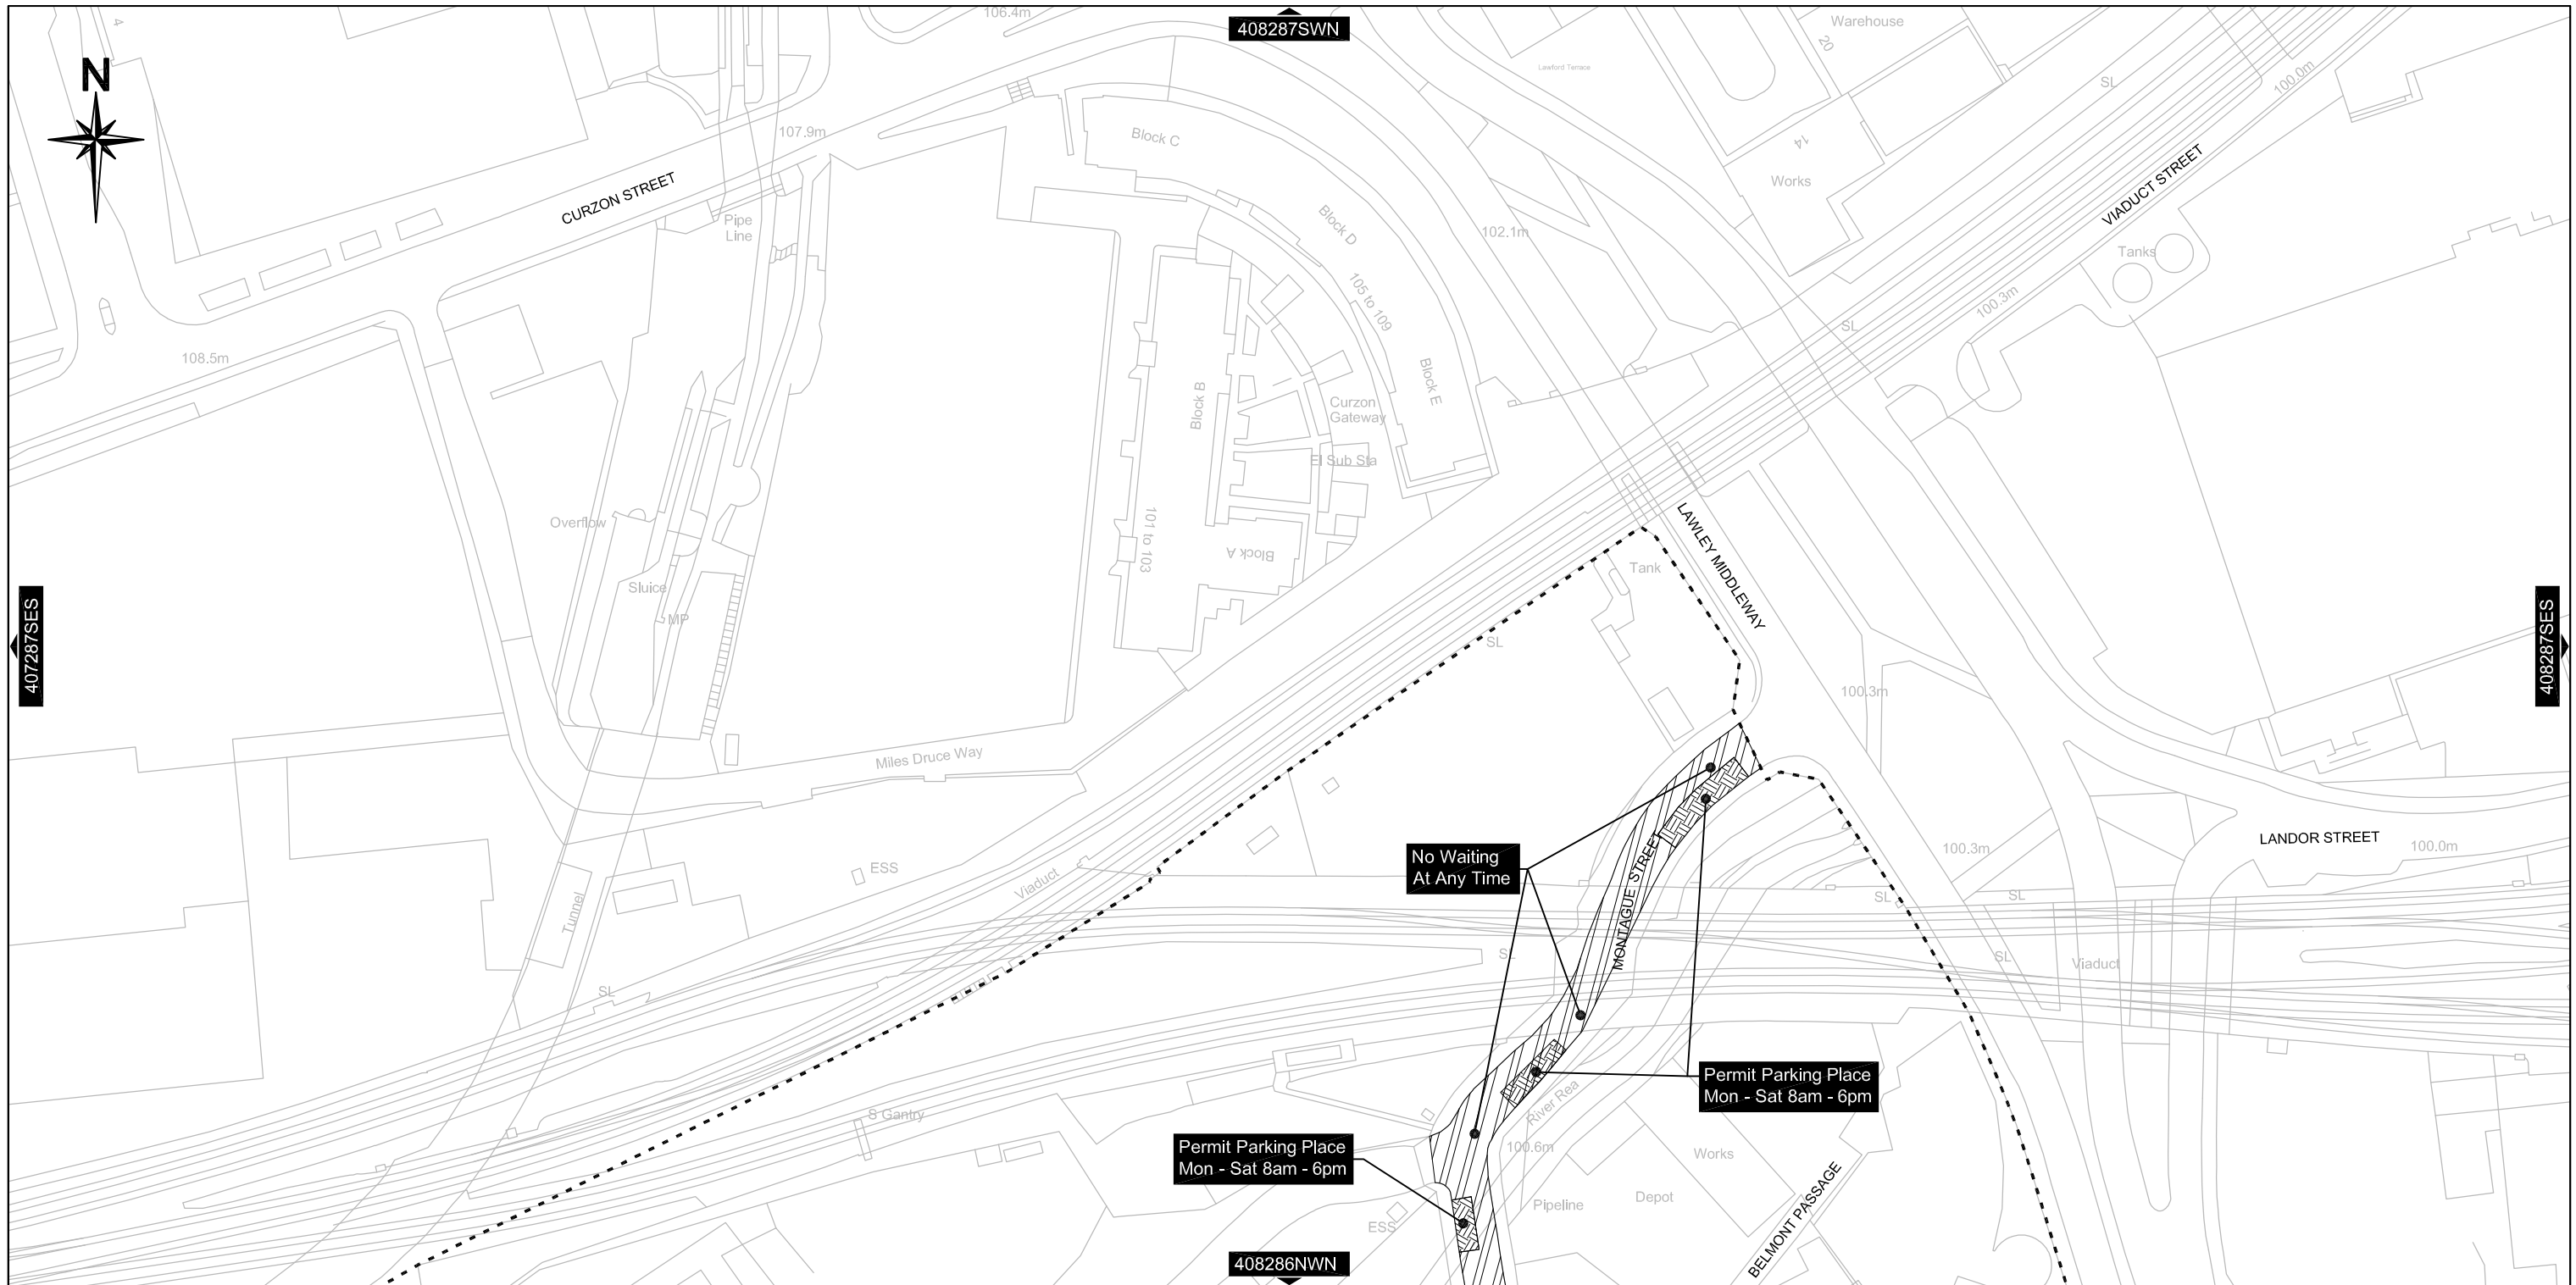 106.4m
408287SWN
Warehouse
20
4
N
Lawford Terrace
SL
100.0m
107.9m
Block C
14
CURZON STREET
Works
VIADUCT STREET
Pipe
Line
Block D
102.1m
Tanks
105 to 109
100.3m
SL
108.5m
Block E
Block B
Curzon
Gateway
El Sub Sta
Overflow
101 to 103
Block A
LAWLEY MIDDLEWAY
Tank
Sluice
MP
SL
407287SES
408287SES
100.3m
Miles Druce Way
No Waiting
At Any Time
MONTAGUE STREET
LANDOR STREET
100.0m
100.3m
ESS
Viaduct
Tunnel
SL
SL
SL
SL
Viaduct
SL
Permit Parking Place
Mon - Sat 8am - 6pm
S Gantry
River Rea
100.6m
Works
Permit Parking Place
Mon - Sat 8am - 6pm
Depot
Pipeline
ESS
BELMONT PASSAGE
408286NWN